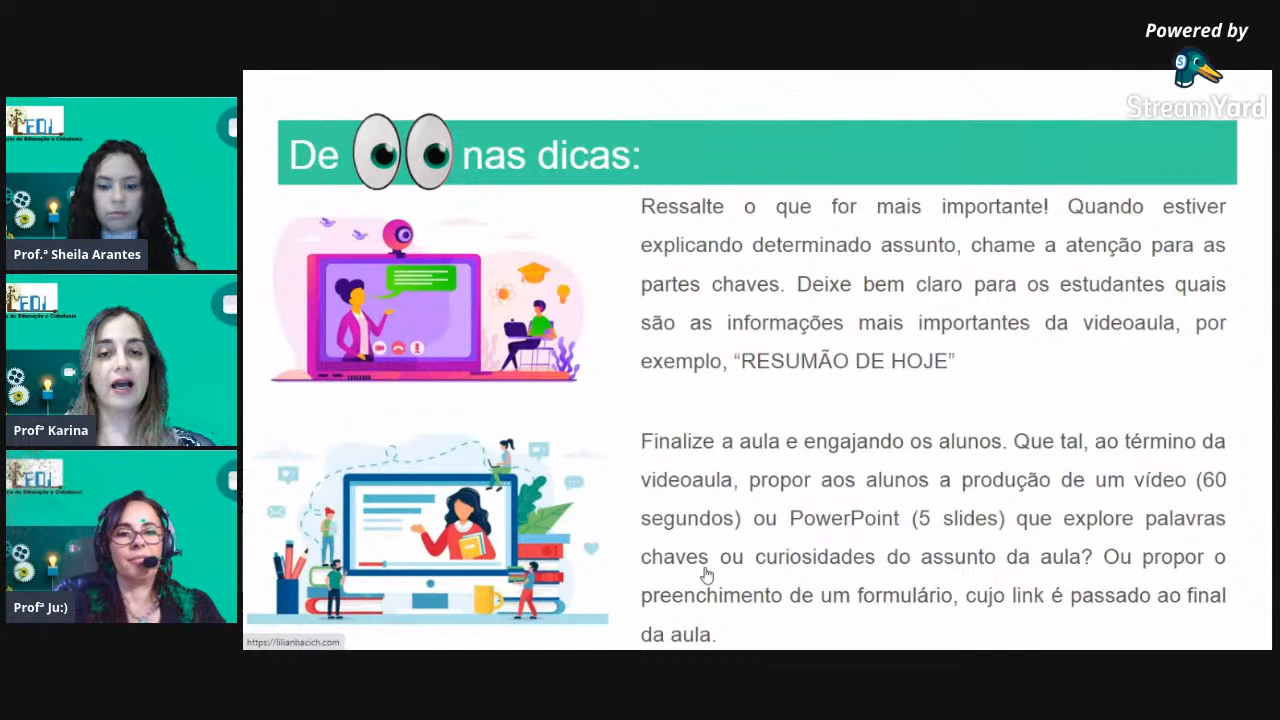 Powered by
StreamYard
De nas dicas:
Ressalte o que for mais importante! Quando estiver
explicando determinado assunto, chame a atenção para as
partes chaves. Deixe bem claro para os estudantes quais
são as informações mais importantes da videoaula, por
exemplo, “RESUMÃO DE HOJE”
Finalize a aula e engajando os alunos. Que tal, ao término da
videoaula, propor aos alunos a produção de um vídeo (60
segundos) ou PowerPoint (5 slides) que explore palavras
chaves ou curiosidades do assunto da aula? Ou propor o
preenchimento de um formulário, cujo link é passado ao final
da aula.
https://lilianbacich.com
Prof.ª Sheila Arantes
Profª Karina
Profª Ju:)